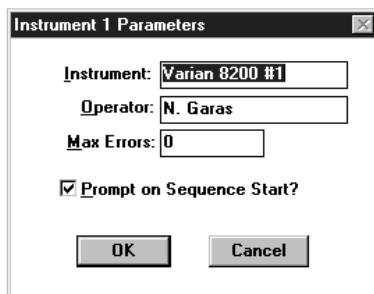 Instrument 1 Parameters
Instrument: Varian 8200 #1
Operator: N. Garas
Max Errors: 0
Prompt on Sequence Start?
OK Cancel